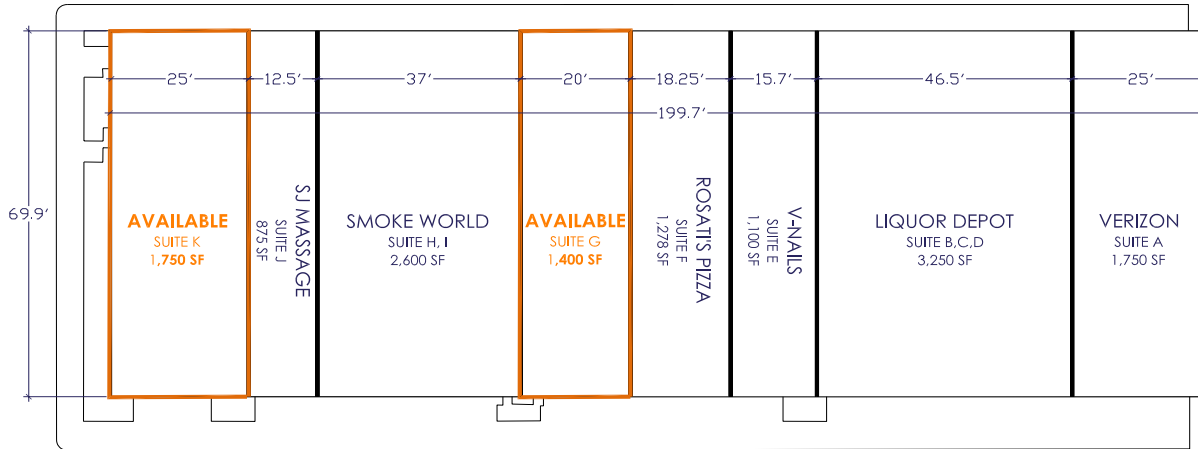 25'
12.5'
37'
20'
18.25'
15.7'
46.5'
25'
199.7'
69.9'
AVAILABLE
SUITE K
1,750 SF
SJ MASSAGE
SUITE J
875 SF
SMOKE WORLD
SUITE H, I
2,600 SF
AVAILABLE
SUITE G
1,400 SF
ROSATI'S PIZZA
SUITE F
1,278 SF
V-NAILS
SUITE E
1,100 SF
LIQUOR DEPOT
SUITE B,C,D
3,250 SF
VERIZON
SUITE A
1,750 SF